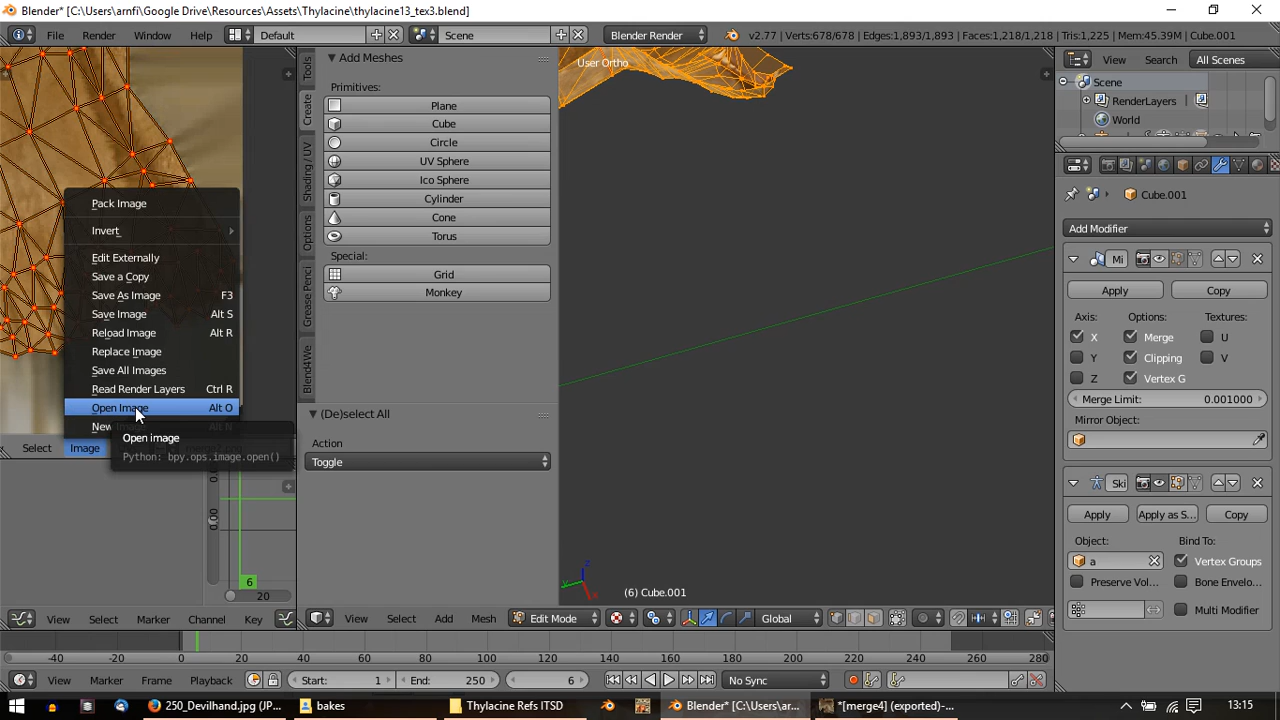 Blender* [C:\Users\arnfi\Google Drive\Resources\Assets\Thylacine\thylacine13_tex3.blend]
File Render Window Help Default Scene Blender Render v2.77 | Verts:678/678 | Edges:1,893/1,893 | Faces:1,218/1,218 | Tris:1,225 | Mem:45.39M | Cube.001
View Search All Scenes
Scene
RenderLayers
World
Cube.001
Add Modifier
Mi
Apply Copy
Axis: Options: Textures:
X Merge U
Y Clipping V
Z Vertex G
Merge Limit: 0.001000
Mirror Object:
Ski
Apply Apply as S... Copy
Object: Bind To:
a Vertex Groups
Preserve Vol... Bone Envelo...
Multi Modifier
Tools
Create
Shading / UV
Options
Grease Penci
Blend4We
Add Meshes
Primitives:
Plane
Cube
Circle
UV Sphere
Ico Sphere
Cylinder
Cone
Torus
Special:
Grid
Monkey
(De)select All
Action
Toggle
User Ortho
(6) Cube.001
Pack Image
Invert
Edit Externally
Save a Copy
Save As Image F3
Save Image Alt S
Reload Image Alt R
Replace Image
Save All Images
Read Render Layers Ctrl R
Open Image Alt O
New Alt N
Open image
Python: bpy.ops.image.open()
Select Image
0.00
6
20
View Select Marker Channel Key
View Select Add Mesh Edit Mode Global
-40 -20 0 20 40 60 80 100 120 140 160 180 200 220 240 260 280
View Marker Frame Playback Start: 1 End: 250 6 No Sync
250_Devilhand.jpg (JP... bakes Thylacine Refs ITSD Blender* [C:\Users\ar... *[merge4] (exported)-... 13:15